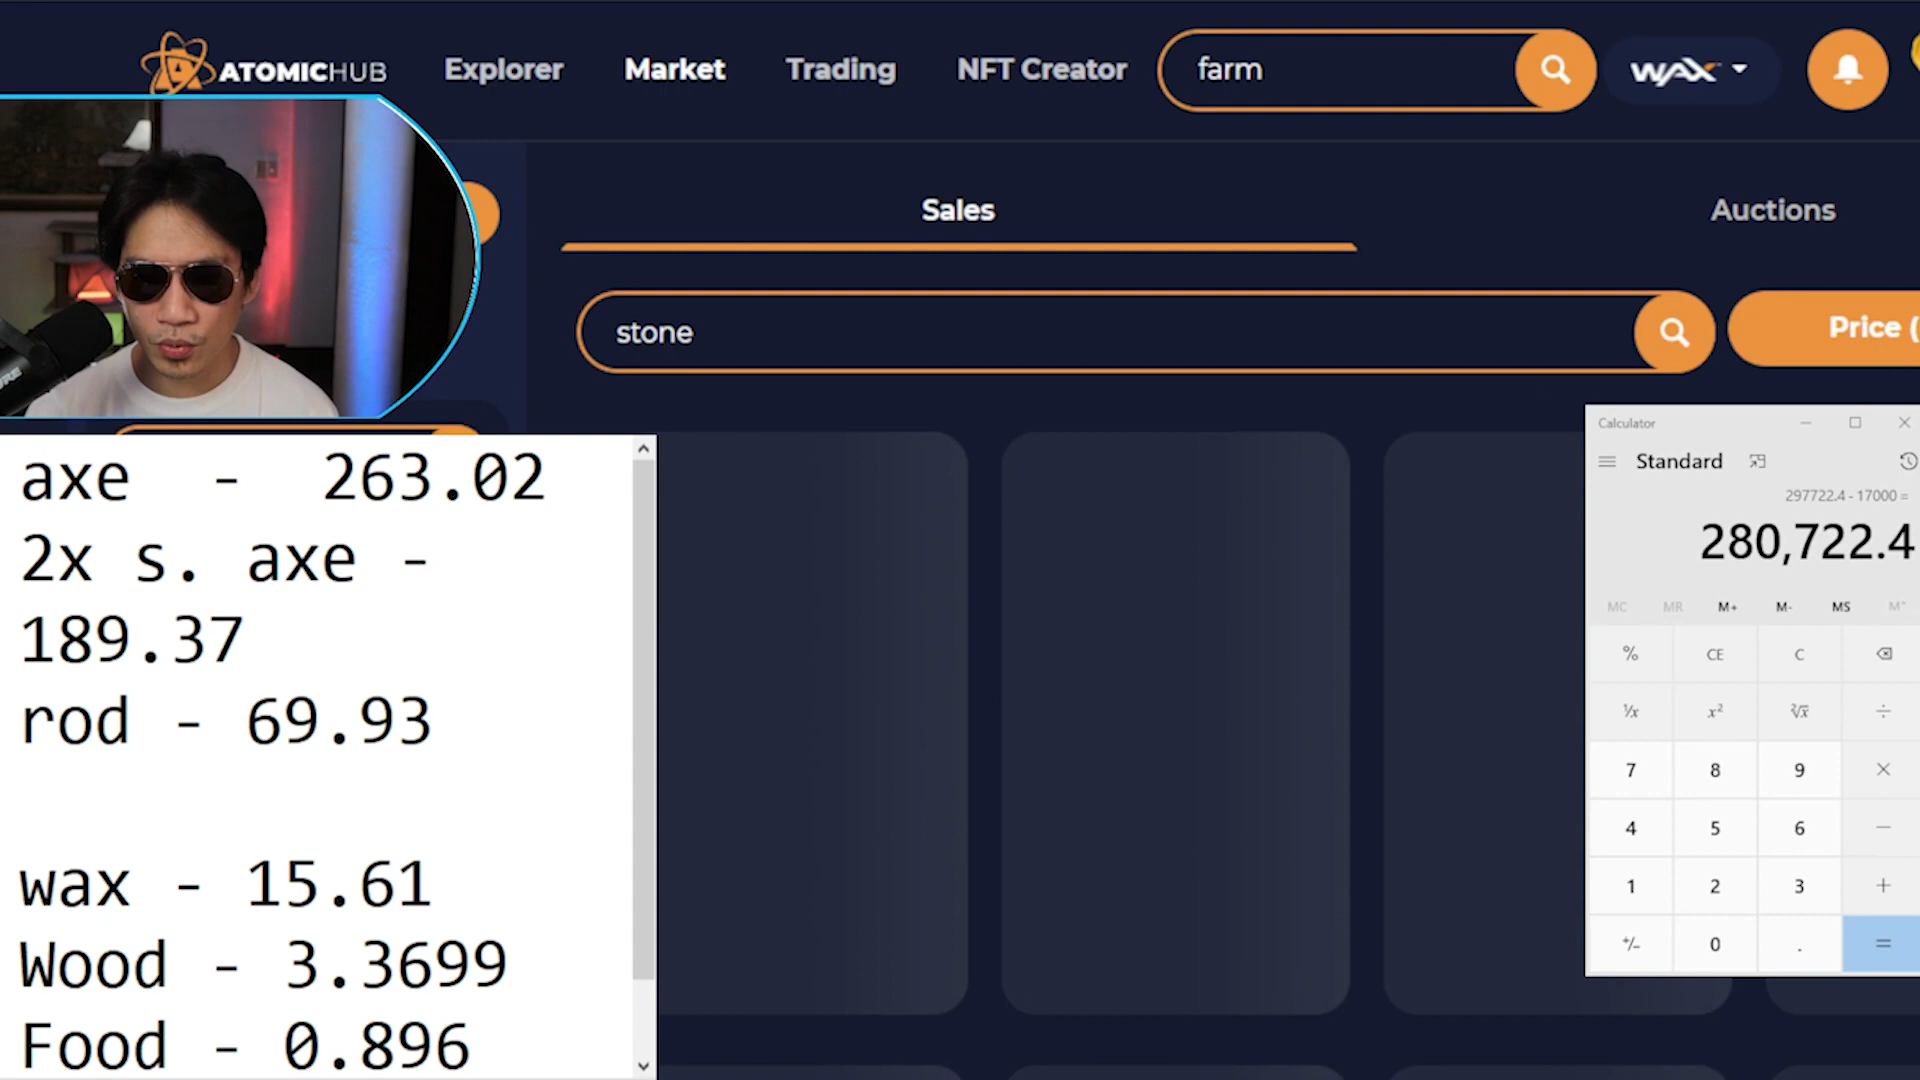 ATOMICHUB
Explorer
Market
Trading
NFT Creator
farm
WAX
Sales
Auctions
stone
Price (
axe - 263.02
2x s. axe -
189.37
rod - 69.93
wax - 15.61
Wood - 3.3699
Food - 0.896
Calculator
Standard
297722.4 - 17000 =
280,722.4
MC MR M+ M- MS M˅
% CE C
⅟x x² ²√x ÷
7 8 9 ×
4 5 6 −
1 2 3 +
+/− 0 . =